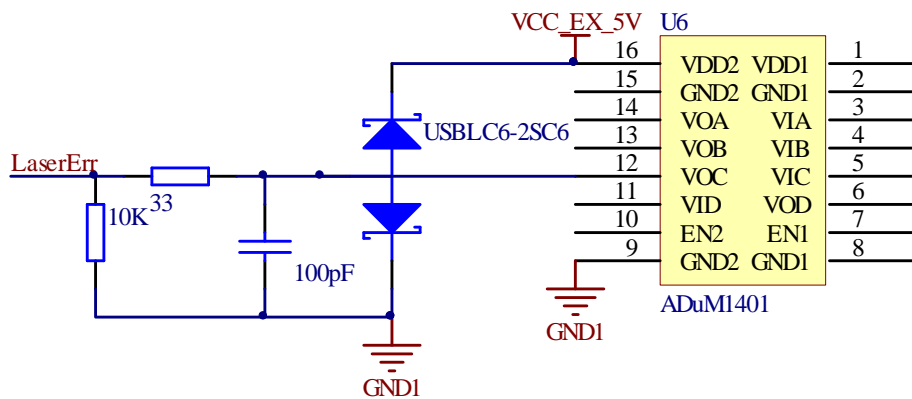 VCC_EX_5V
U6
16 VDD2 VDD1 1
15 GND2 GND1 2
14 VOA VIA 3
USBLC6-2SC6
13 VOB VIB 4
LaserErr
12 VOC VIC 5
33
11 VID VOD 6
10K
10 EN2 EN1 7
9 GND2 GND1 8
100pF
ADuM1401
GND1
GND1